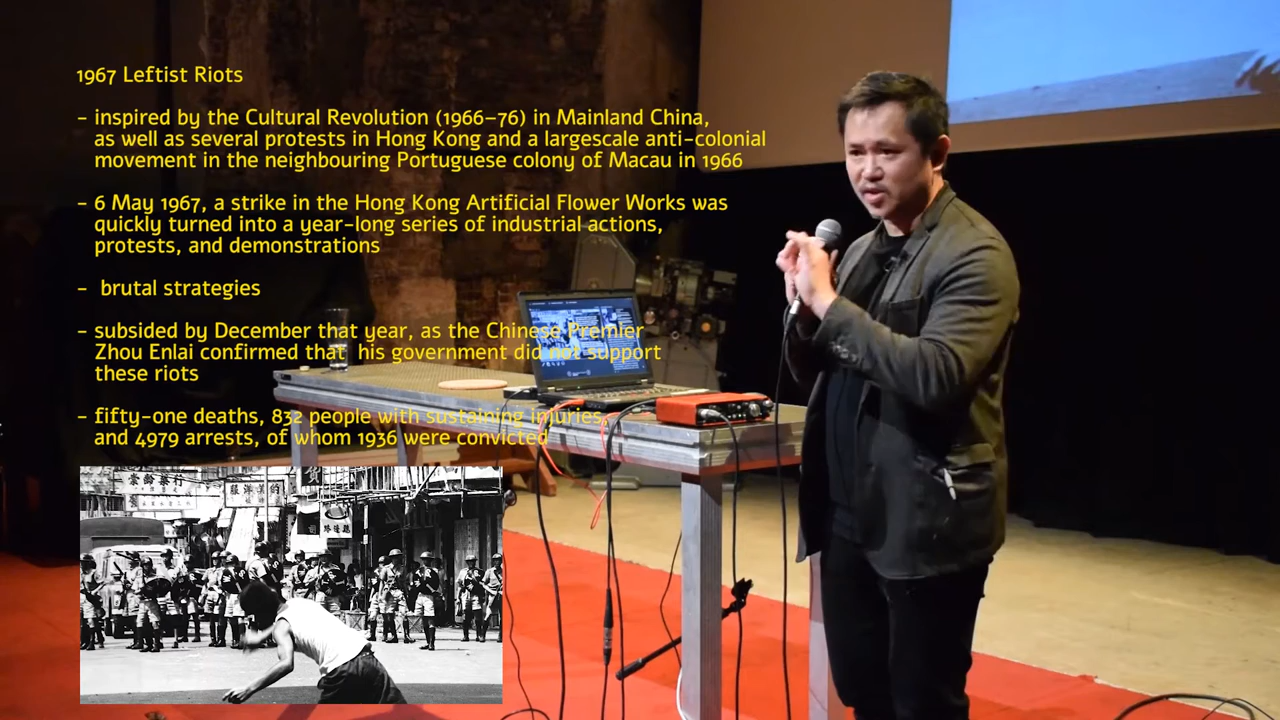 1967 Leftist Riots
- inspired by the Cultural Revolution (1966-76) in Mainland China,
as well as several protests in Hong Kong and a largescale anti-colonial
movement in the neighbouring Portuguese colony of Macau in 1966
- 6 May 1967, a strike in the Hong Kong Artificial Flower Works was
quickly turned into a year-long series of industrial actions,
protests, and demonstrations
- brutal strategies
- subsided by December that year, as the Chinese Premier
Zhou Enlai confirmed that his government did not support
these riots
- fifty-one deaths, 832 people with sustaining injuries,
and 4979 arrests, of whom 1936 were convicted